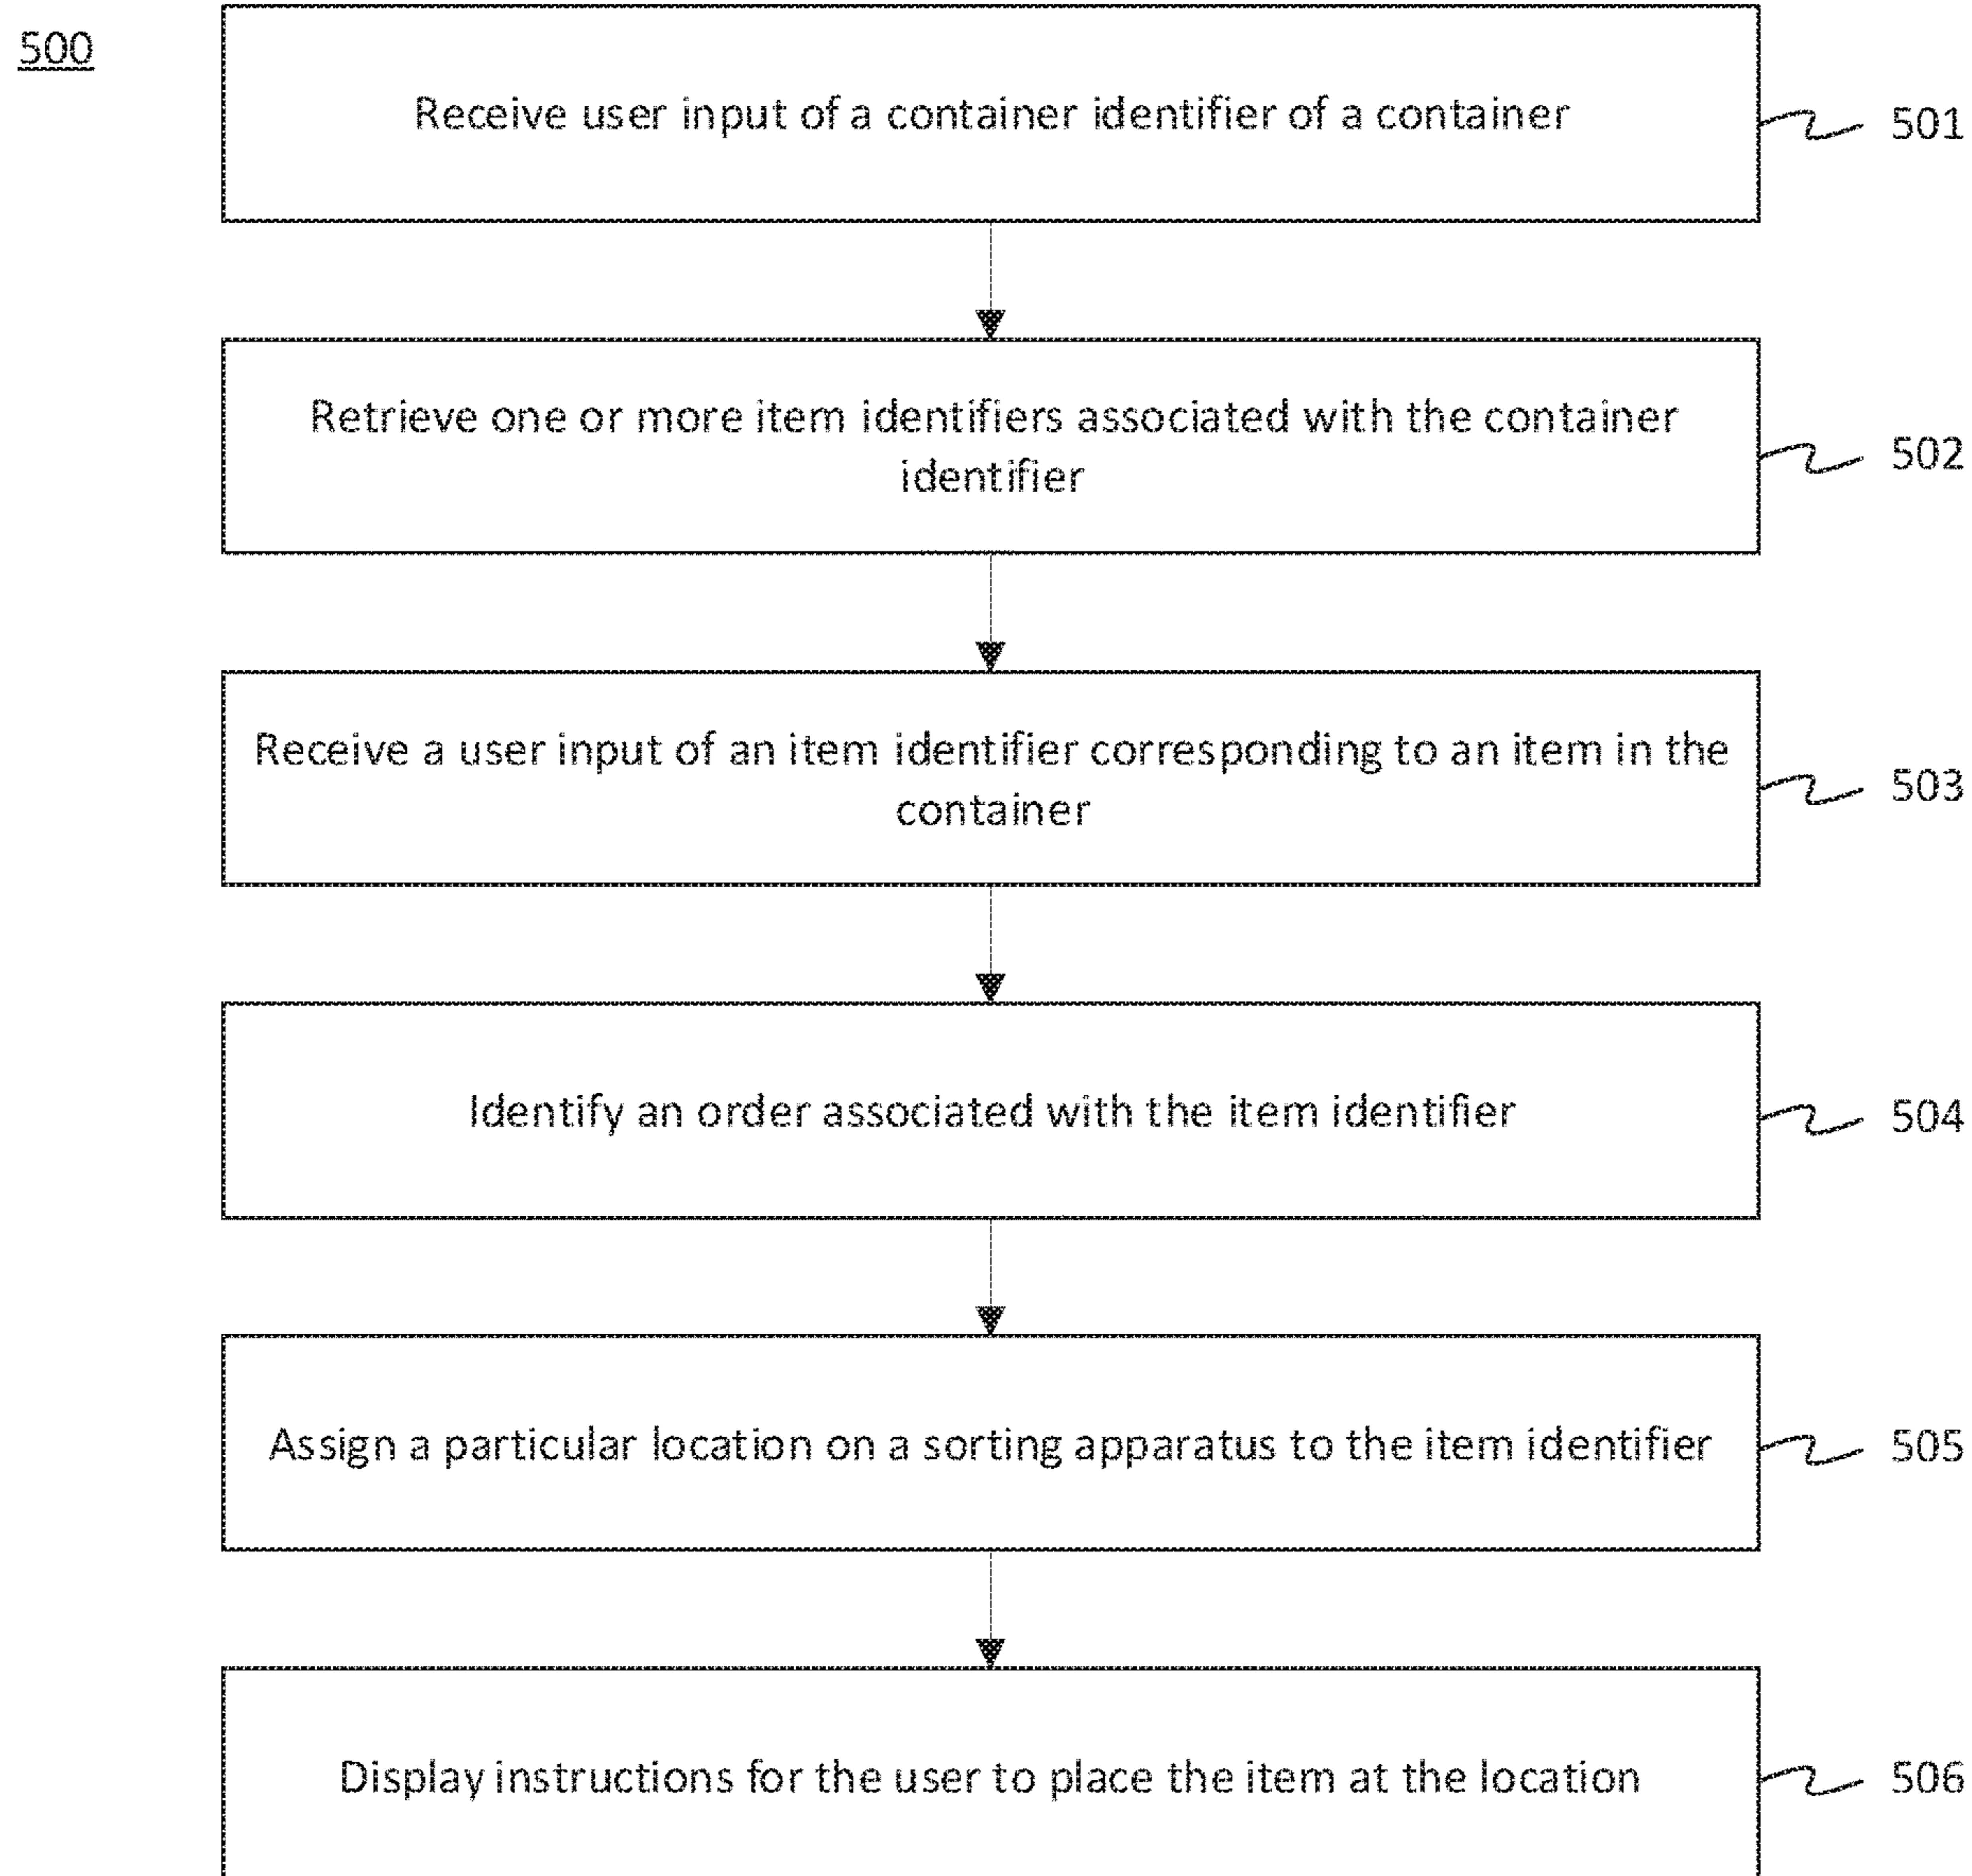 500
Receive user input of a container identifier of a container
501
Retrieve one or more item identifiers associated with the container
identifier
502
Receive a user input of an item identifier corresponding to an item in the
container
503
Identify an order associated with the item identifier
504
Assign a particular location on a sorting apparatus to the item identifier
505
Display instructions for the user to place the item at the location
506